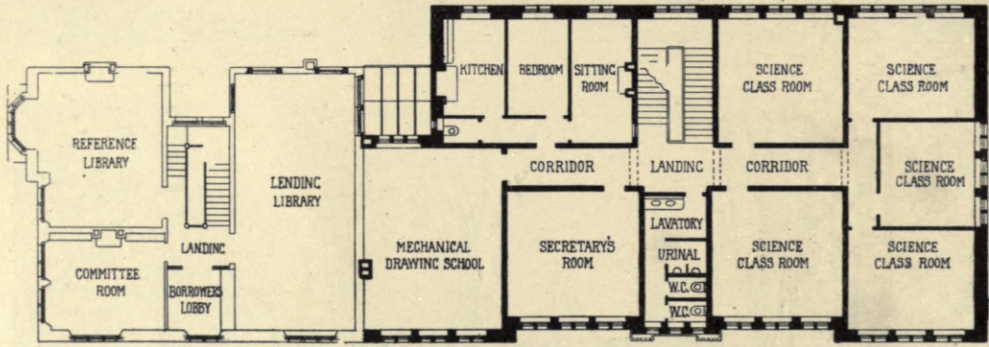 REFERENCE
LIBRARY
COMMITTEE
ROOM
LANDING
BORROWERS
LOBBY
LENDING
LIBRARY
KITCHEN
BEDROOM
SITTING
ROOM
MECHANICAL
DRAWING SCHOOL
CORRIDOR
SECRETARY'S
ROOM
LANDING
LAVATORY
URINAL
W.C.
W.C.
SCIENCE
CLASS ROOM
CORRIDOR
SCIENCE
CLASS ROOM
SCIENCE
CLASS ROOM
SCIENCE
CLASS ROOM
SCIENCE
CLASS ROOM